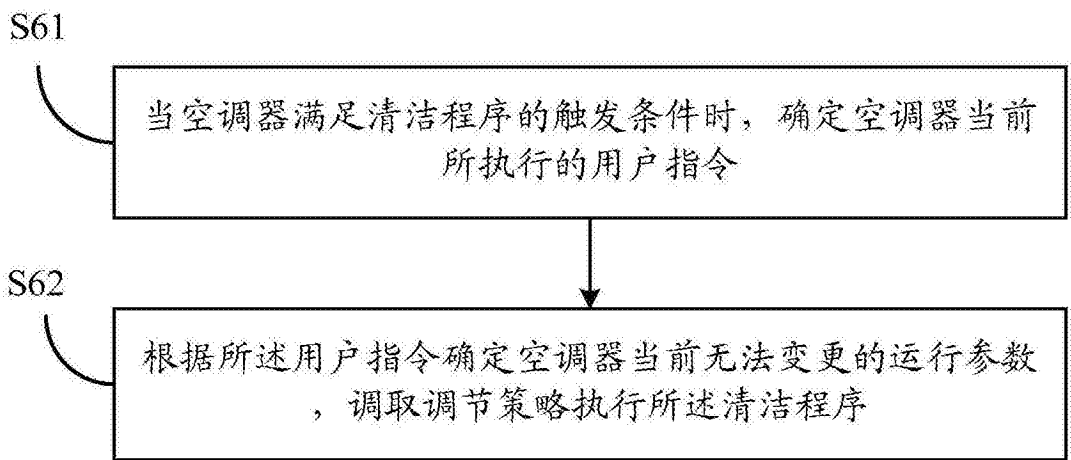 S61
当空调器满足清洁程序的触发条件时，确定空调器当前
所执行的用户指令
S62
根据所述用户指令确定空调器当前无法变更的运行参数
，调取调节策略执行所述清洁程序